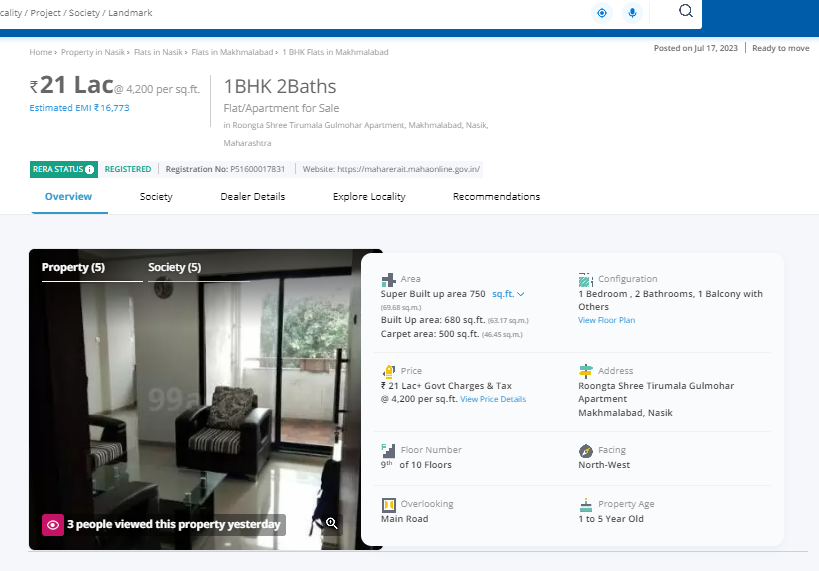 cality / Project / Society / Landmark
Home › Property in Nasik › Flats in Nasik › Flats in Makhmalabad › 1 BHK Flats in Makhmalabad
Posted on Jul 17, 2023 | Ready to move
₹21 Lac @ 4,200 per sq.ft.
Estimated EMI ₹16,773
1BHK 2Baths
Flat/Apartment for Sale
in Roongta Shree Tirumala Gulmohar Apartment, Makhmalabad, Nasik,
Maharashtra
RERA STATUS REGISTERED | Registration No: P51600017831 | Website: https://maharerait.mahaonline.gov.in/
Overview Society Dealer Details Explore Locality Recommendations
Property (5) Society (5)
99a
3 people viewed this property yesterday
Area
Super Built up area 750 sq.ft.
(69.68 sq.m.)
Built Up area: 680 sq.ft. (63.17 sq.m.)
Carpet area: 500 sq.ft. (46.45 sq.m.)
Configuration
1 Bedroom , 2 Bathrooms, 1 Balcony with
Others
View Floor Plan
Price
₹ 21 Lac+ Govt Charges & Tax
@ 4,200 per sq.ft. View Price Details
Address
Roongta Shree Tirumala Gulmohar
Apartment
Makhmalabad, Nasik
Floor Number
9th of 10 Floors
Facing
North-West
Overlooking
Main Road
Property Age
1 to 5 Year Old